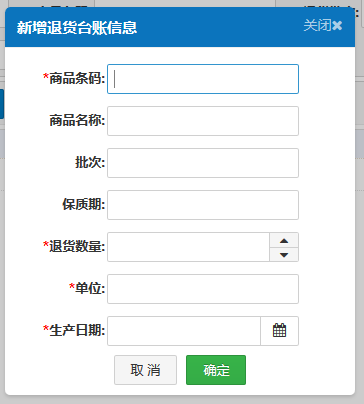 新增退货台账信息 关闭✖
*商品条码:
商品名称:
批次:
保质期:
*退货数量:
*单位:
*生产日期:
取 消 确定